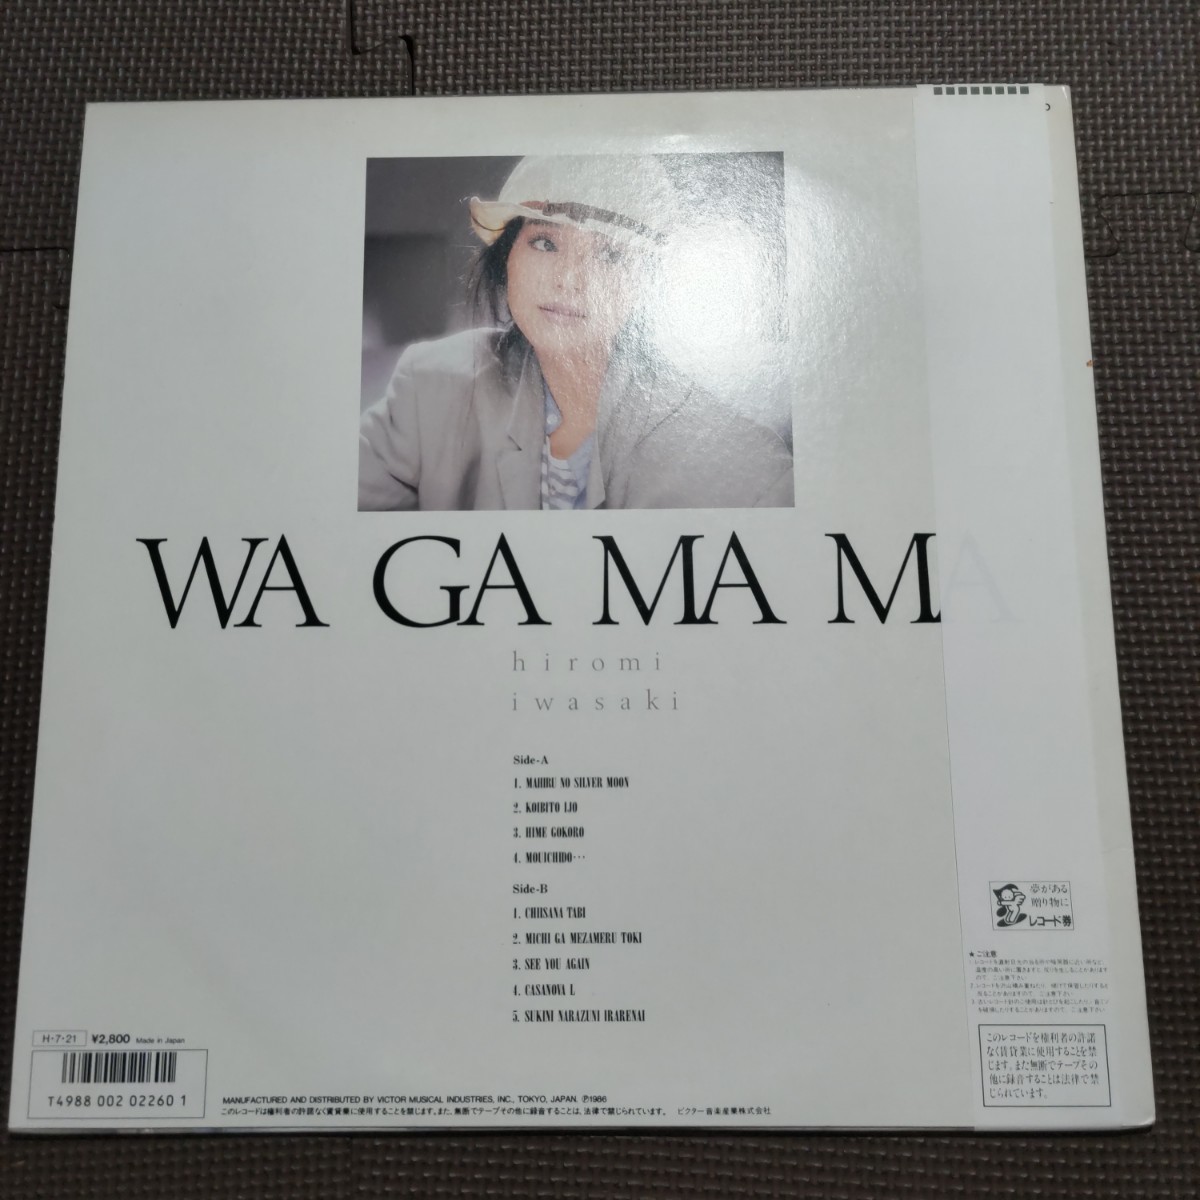 WA GA MA MA
hiromi
iwasaki
Side-A
1. MAHIRU NO SILVER MOON
2. KOIBITO IJO
3. HIME GOKORO
4. MOUICHIDO···
Side-B
1. CHIISANA TABI
2. MICHI GA MEZAMERU TOKI
3. SEE YOU AGAIN
4. CASANOVA L
5. SUKINI NARAZUNI IRARENAI
夢がある
贈り物に
レコード券
★ご注意
このレコードを権利者の許諾
なく賃貸業に使用することを禁
じます。また無断でテープその
他に録音することは法律で禁
じられています。
H·7·21 ¥2,800 Made in Japan
T4988 002 02260 1
MANUFACTURED AND DISTRIBUTED BY VICTOR MUSICAL INDUSTRIES, INC., TOKYO, JAPAN. ℗1986
このレコードは権利者の許諾なく賃貸業に使用することを禁じます。また、無断でテープその他に録音することは、法律で禁じられています。 ビクター音楽産業株式会社